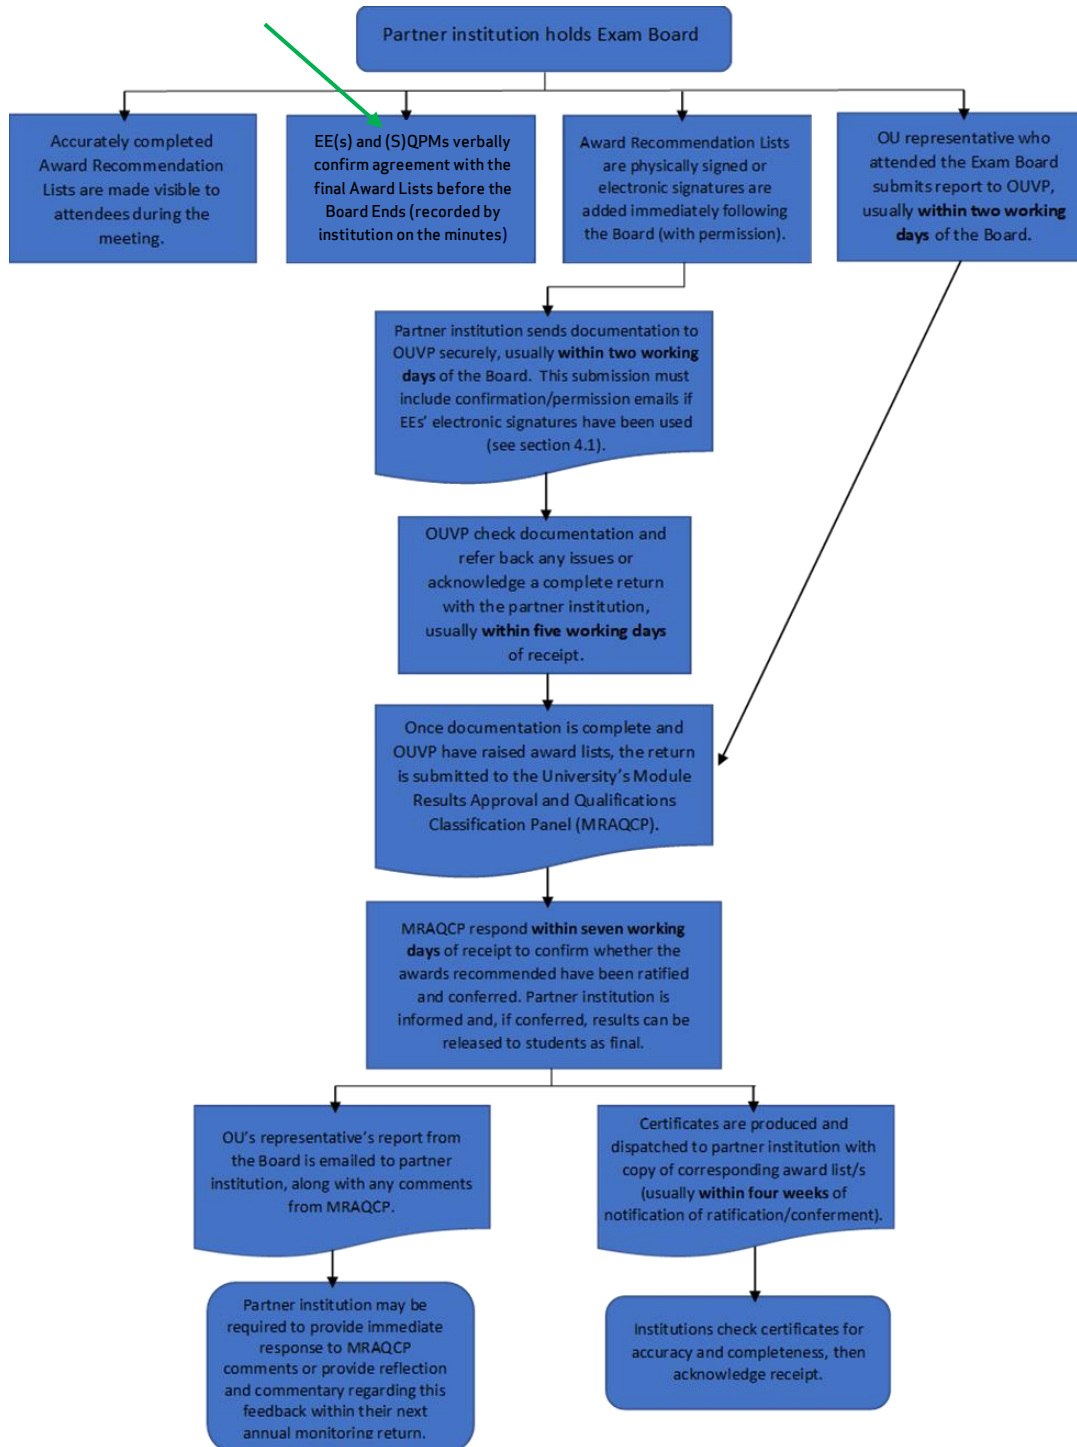 Partner institution holds Exam Board
Accurately completed
Award Recommendation
Lists are made visible to
attendees during the
meeting.
EE(s) and (S)QPMs verbally
confirm agreement with the
final Award Lists before the
Board Ends (recorded by
institution on the minutes)
Award Recommendation Lists
are physically signed or
electronic signatures are
added immediately following
the Board (with permission).
OU representative who
attended the Exam Board
submits report to OUVP,
usually within two working
days of the Board.
Partner institution sends documentation to
OUVP securely, usually within two working
days of the Board. This submission must
include confirmation/permission emails if
EEs' electronic signatures have been used
(see section 4.1).
OUVP check documentation and
refer back any issues or
acknowledge a complete return
with the partner institution,
usually within five working days
of receipt.
Once documentation is complete and
OUVP have raised award lists, the return
is submitted to the University's Module
Results Approval and Qualifications
Classification Panel (MRAQCP).
MRAQCP respond within seven working
days of receipt to confirm whether the
awards recommended have been ratified
and conferred. Partner institution is
informed and, if conferred, results can be
released to students as final.
OU's representative's report from
the Board is emailed to partner
institution, along with any comments
from MRAQCP.
Certificates are produced and
dispatched to partner institution with
copy of corresponding award list/s
(usually within four weeks of
notification of ratification/conferment).
Partner institution may be
required to provide immediate
response to MRAQCP
comments or provide reflection
and commentary regarding this
feedback within their next
annual monitoring return.
Institutions check certificates for
accuracy and completeness, then
acknowledge receipt.